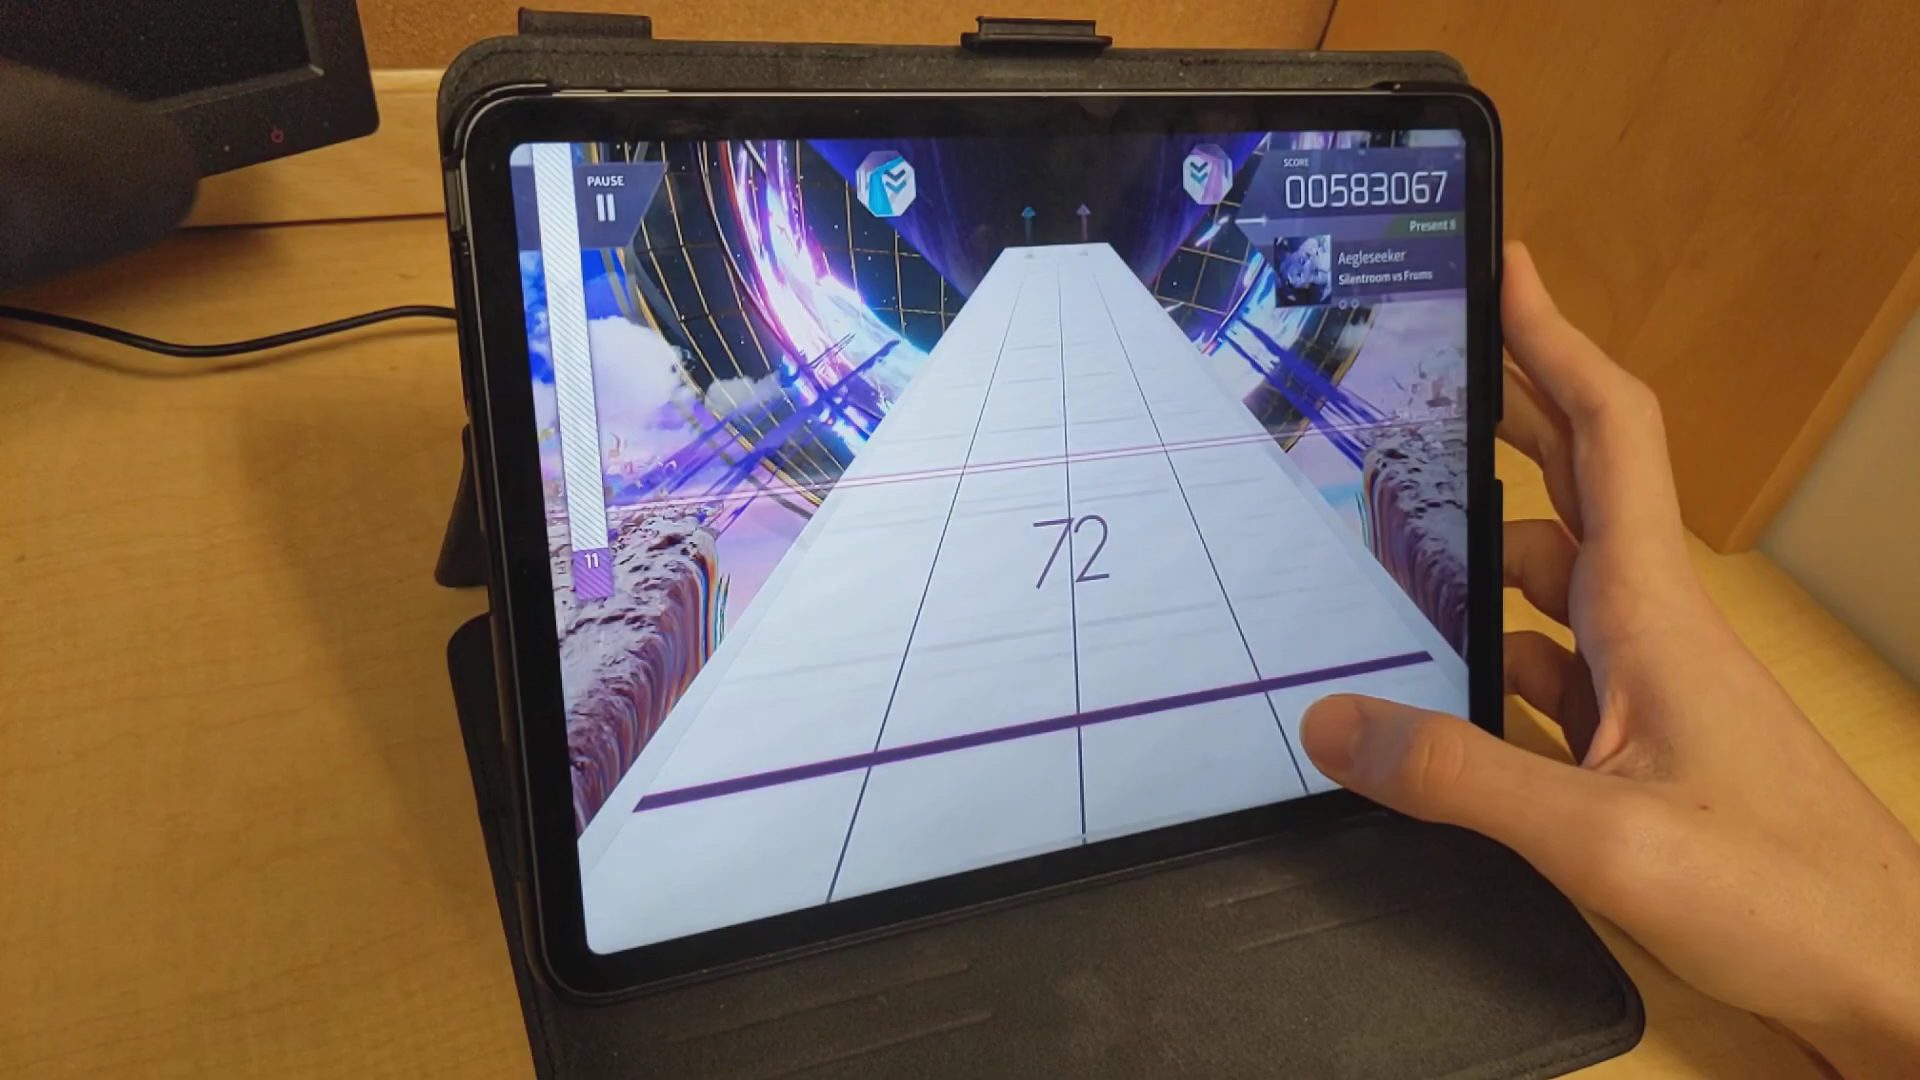 PAUSE
SCORE
00583067
Present 8
Aegleseeker
Silentroom vs Frums
72
11